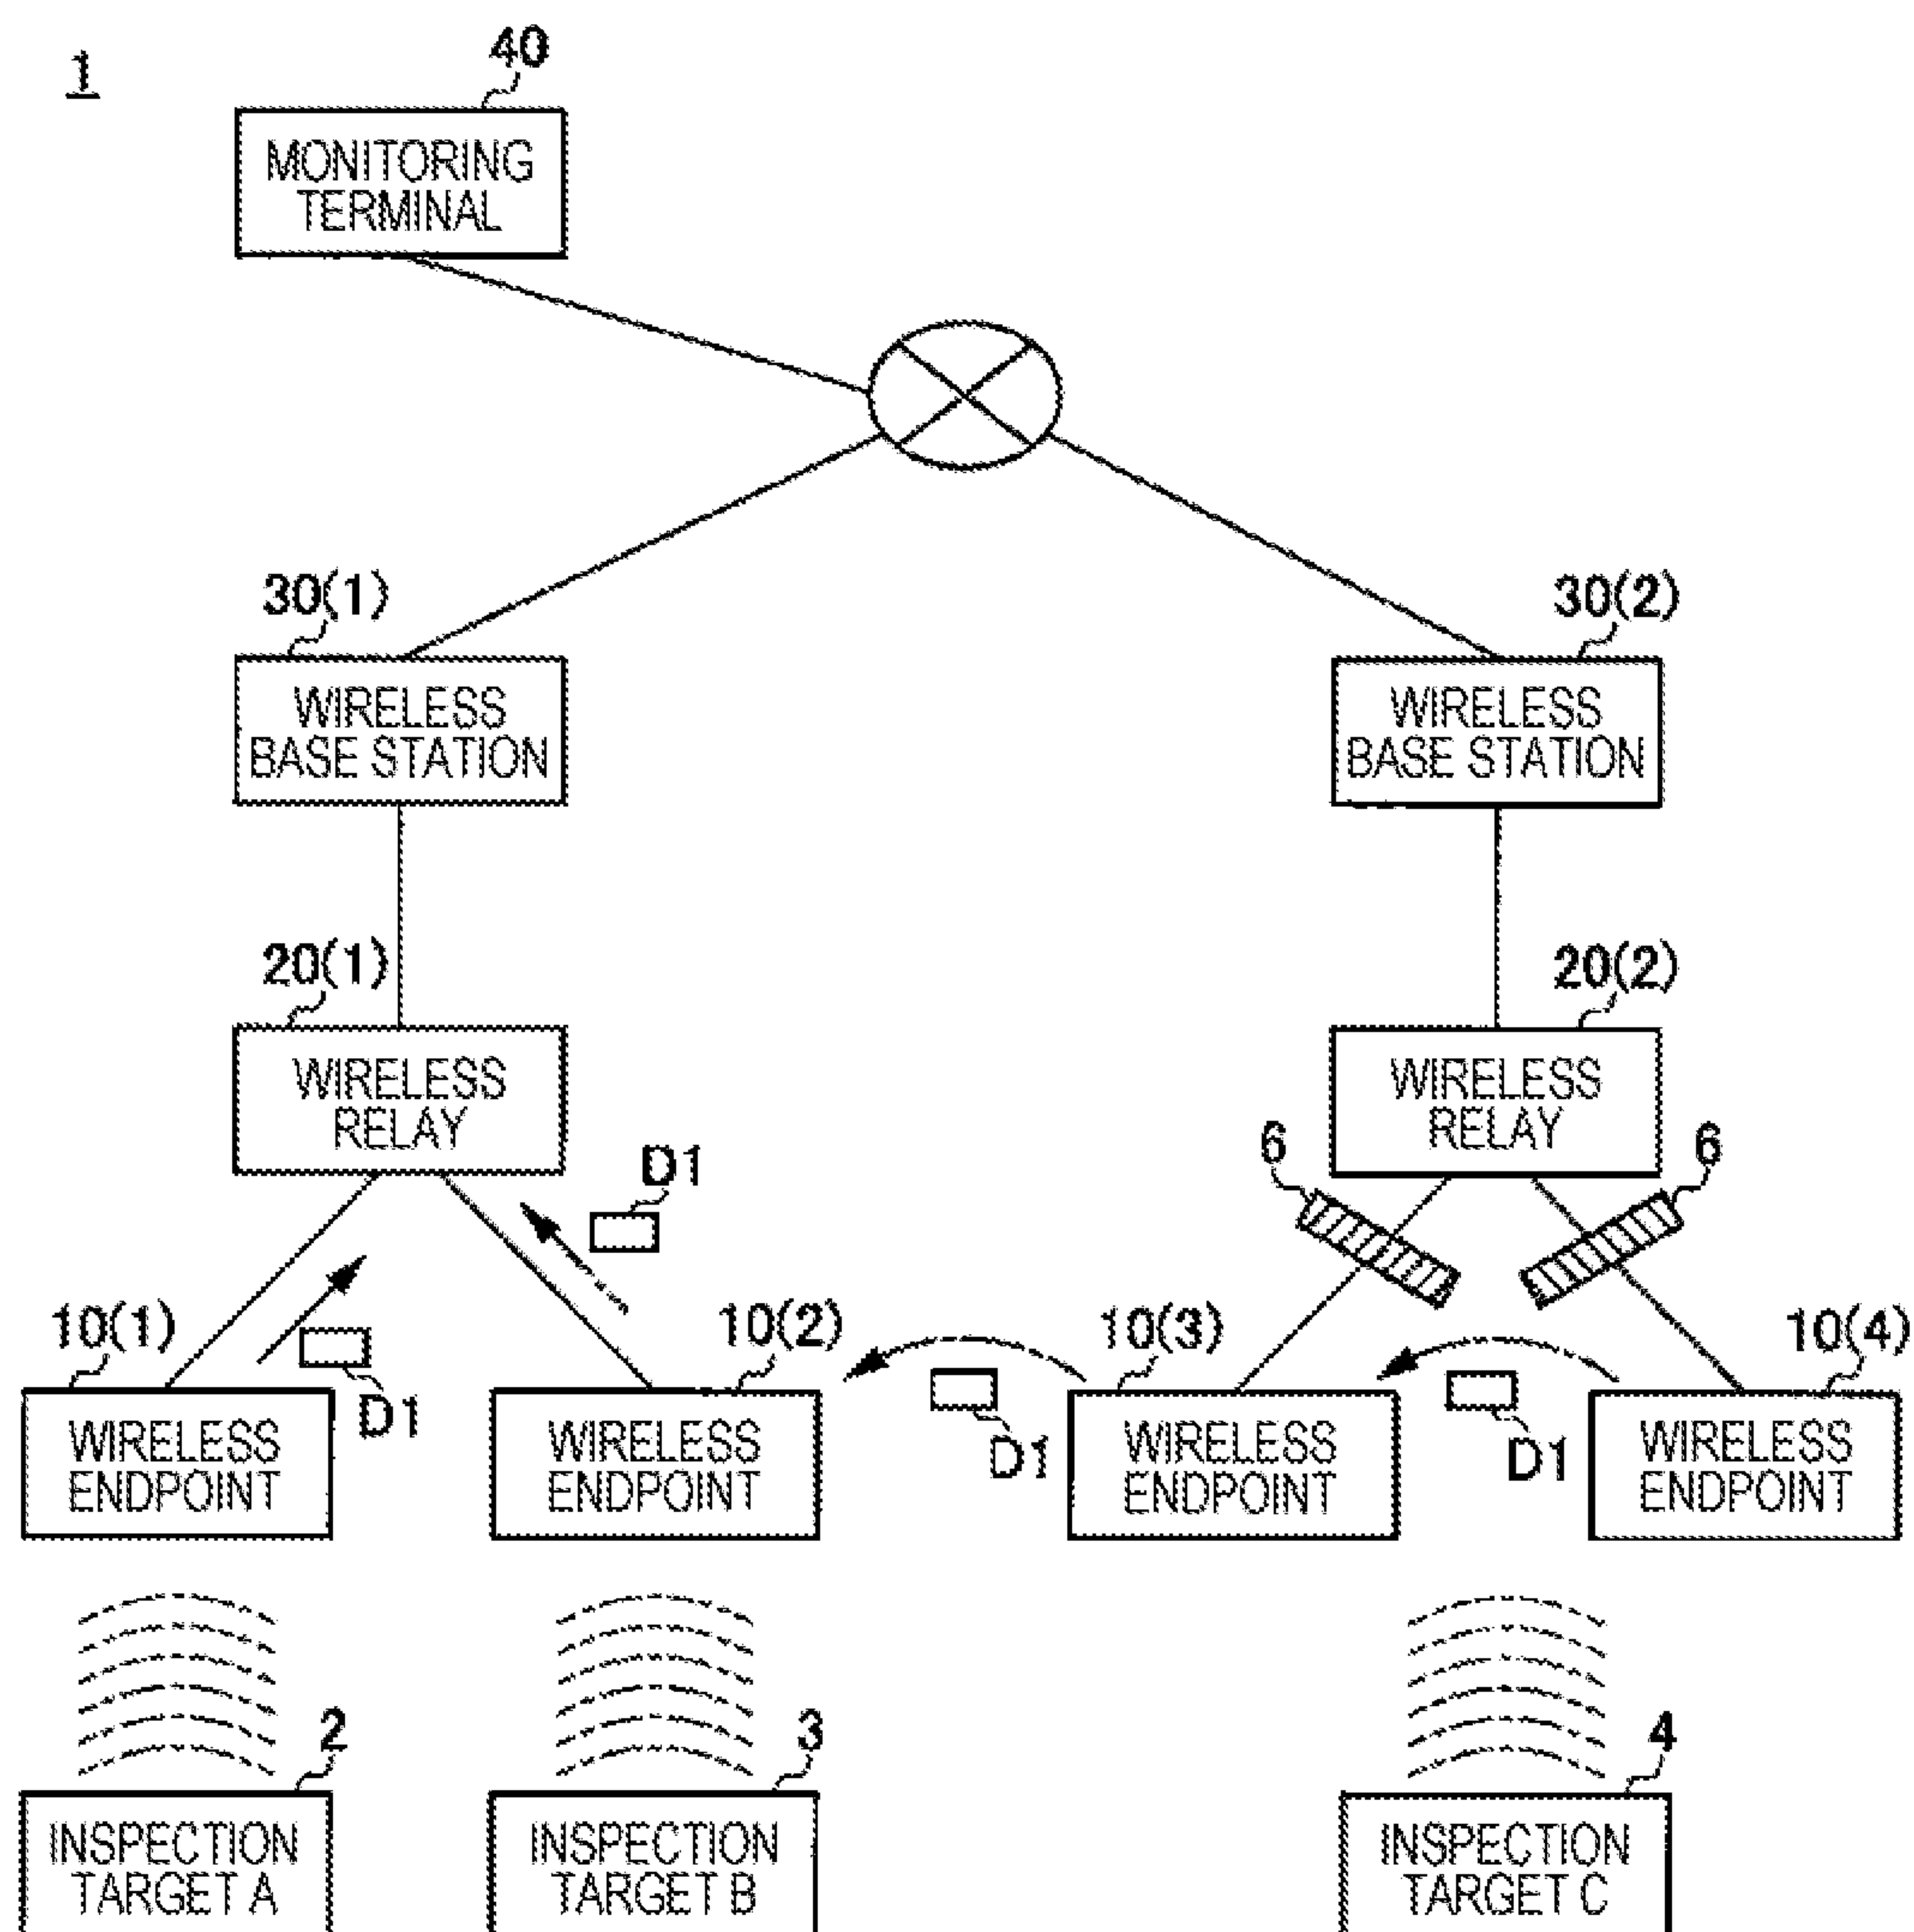 1
40
MONITORING
TERMINAL
30(1)
30(2)
WIRELESS
BASE STATION
WIRELESS
BASE STATION
20(1)
20(2)
WIRELESS
RELAY
WIRELESS
RELAY
D1
6
6
10(1)
D1
10(2)
10(3)
10(4)
D1
D1
WIRELESS
ENDPOINT
WIRELESS
ENDPOINT
WIRELESS
ENDPOINT
WIRELESS
ENDPOINT
2
3
4
INSPECTION
TARGET A
INSPECTION
TARGET B
INSPECTION
TARGET C